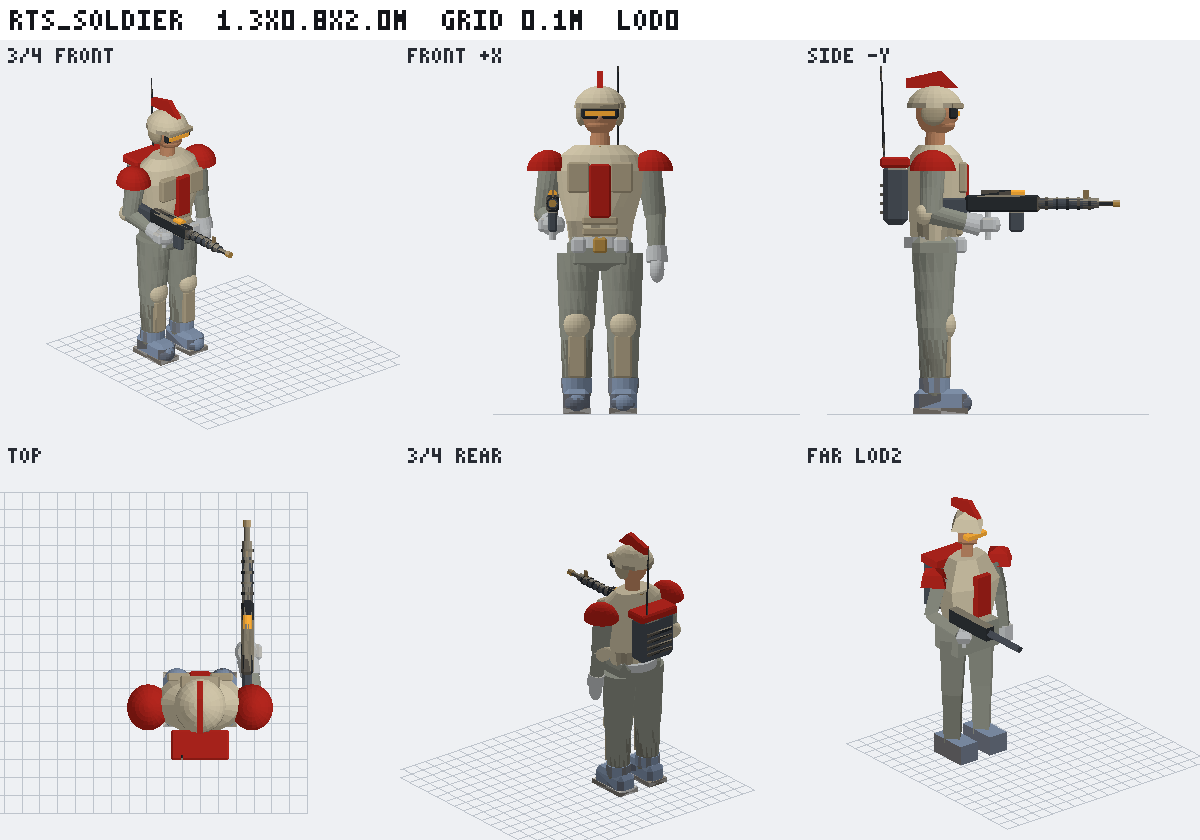 RTS_SOLDIER 1.3X0.8X2.0M GRID 0.1M LOD0
3/4 FRONT
FRONT +X
SIDE -Y
TOP
3/4 REAR
FAR LOD2